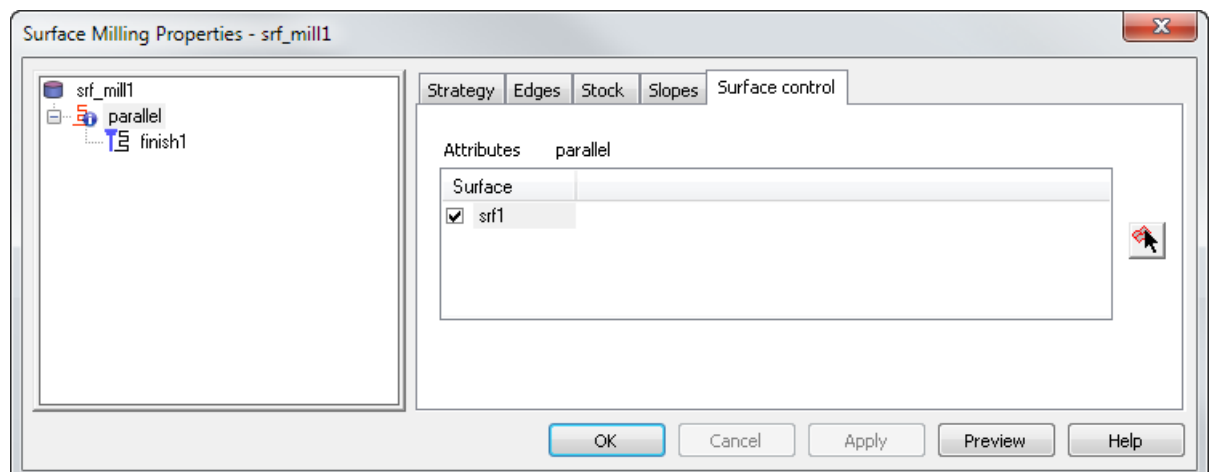 Surface Milling Properties - srf_mill1
srf_mill1
parallel
finish1
Strategy Edges Stock Slopes Surface control
Attributes parallel
Surface
srf1
OK Cancel Apply Preview Help